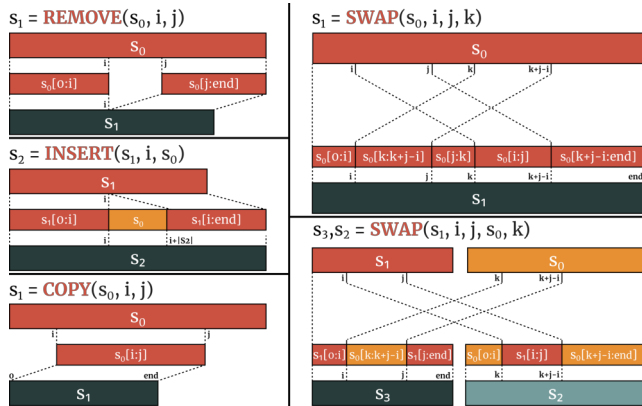 s₁ = REMOVE(s₀, i, j)
s₀
i j
s₀[0:i] s₀[j:end]
i
s₁
s₂ = INSERT(s₁, i, s₀)
s₁
i
s₁[0:i] s₀ s₁[i:end]
i i+|s₂|
s₂
s₁ = COPY(s₀, i, j)
s₀
i j
s₀[i:j]
0 end
s₁
s₁ = SWAP(s₀, i, j, k)
s₀
i j k k+j-i
s₀[0:i] s₀[k:k+j-i] s₀[j:k] s₀[i:j] s₀[k+j-i:end]
i j k k+j-i end
s₁
s₃,s₂ = SWAP(s₁, i, j, s₀, k)
s₁ s₀
i j k k+j-i
s₁[0:i] s₀[k:k+j-i] s₁[j:end] s₀[0:i] s₁[i:j] s₀[k+j-i:end]
i j end k k+j-i
s₃ s₂